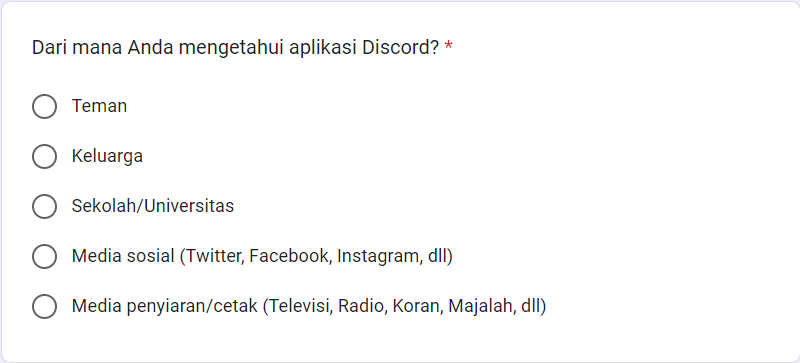 Dari mana Anda mengetahui aplikasi Discord? *
Teman
Keluarga
Sekolah/Universitas
Media sosial (Twitter, Facebook, Instagram, dll)
Media penyiaran/cetak (Televisi, Radio, Koran, Majalah, dll)